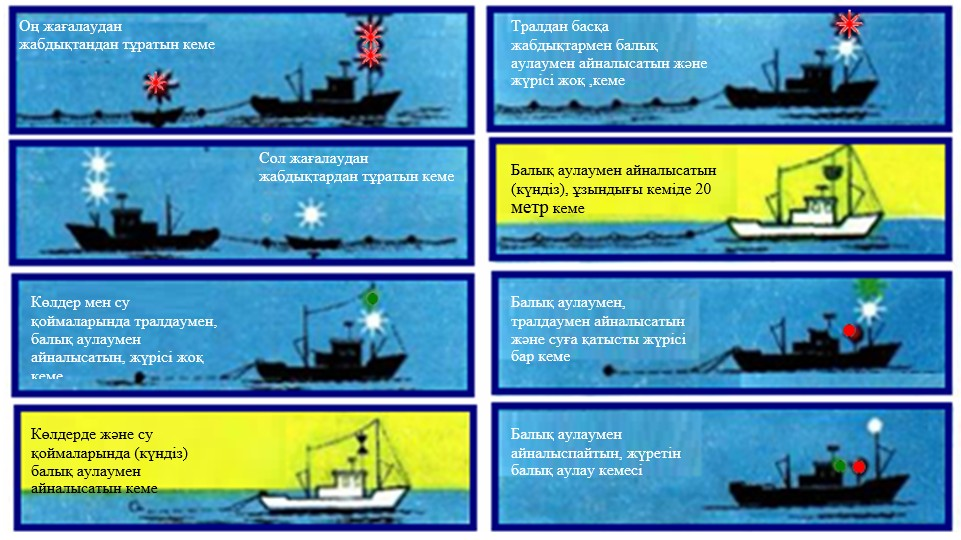 Оң жағалаудан
жабдықтандан тұратын кеме
Тралдан басқа
жабдықтармен балық
аулаумен айналысатын және
жүрісі жоқ ,кеме
Сол жағалаудан
жабдықтардан тұратын кеме
Балық аулаумен айналысатын
(күндіз), ұзындығы кеміде 20
метр кеме
Көлдер мен су
қоймаларында тралдаумен,
балық аулаумен
айналысатын, жүрісі жоқ
кеме
Балық аулаумен,
тралдаумен айналысатын
және суға қатысты жүрісі
бар кеме
Көлдерде және су
қоймаларында (күндіз)
балық аулаумен
айналысатын кеме
Балық аулаумен
айналыспайтын, жүретін
балық аулау кемесі